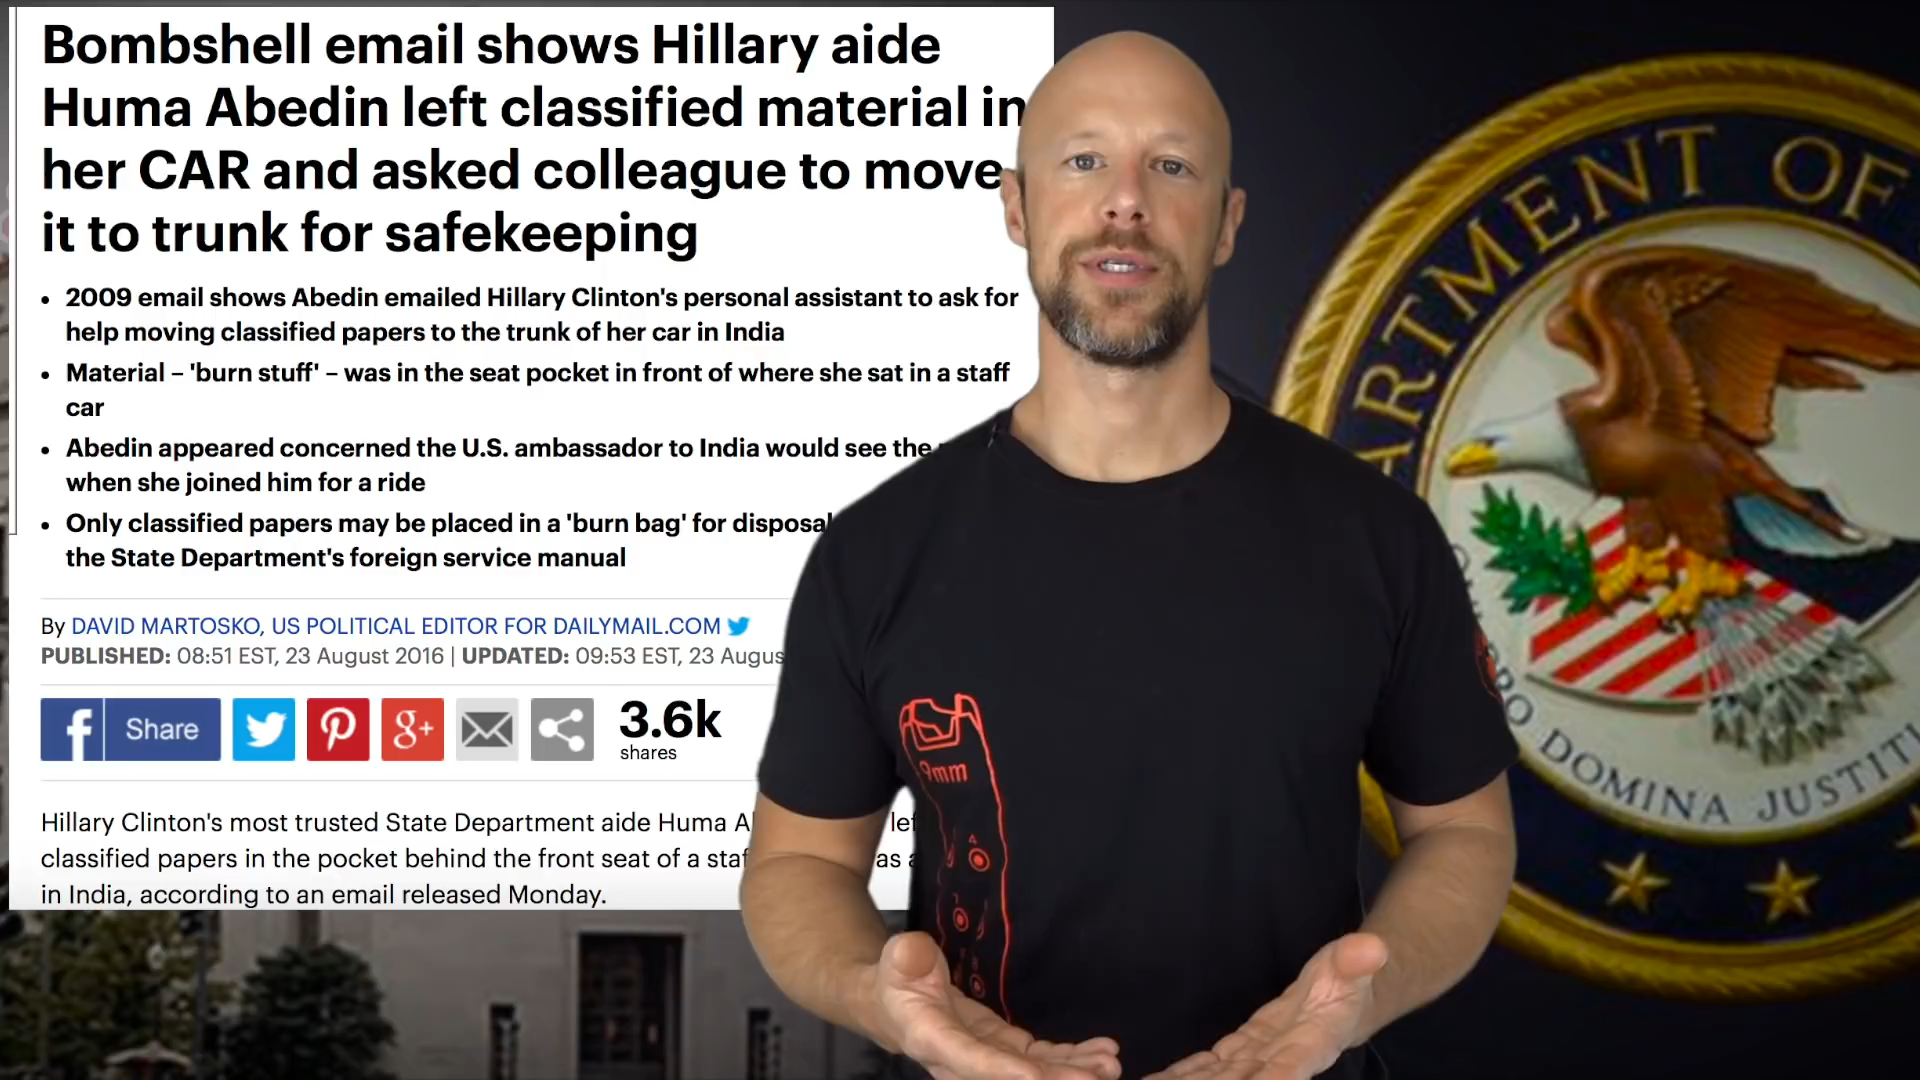 Bombshell email shows Hillary aide
Huma Abedin left classified material in
her CAR and asked colleague to move
it to trunk for safekeeping
• 2009 email shows Abedin emailed Hillary Clinton's personal assistant to ask for
help moving classified papers to the trunk of her car in India
• Material – 'burn stuff' – was in the seat pocket in front of where she sat in a staff
car
• Abedin appeared concerned the U.S. ambassador to India would see the
when she joined him for a ride
• Only classified papers may be placed in a 'burn bag' for disposal
the State Department's foreign service manual
By DAVID MARTOSKO, US POLITICAL EDITOR FOR DAILYMAIL.COM
PUBLISHED: 08:51 EST, 23 August 2016 | UPDATED: 09:53 EST, 23
f Share g+ 3.6k
shares
Hillary Clinton's most trusted State Department aide Huma
classified papers in the pocket behind the front seat of a
in India, according to an email released Monday.
9mm
DEPARTMENT OF
PRO DOMINA JUSTITI